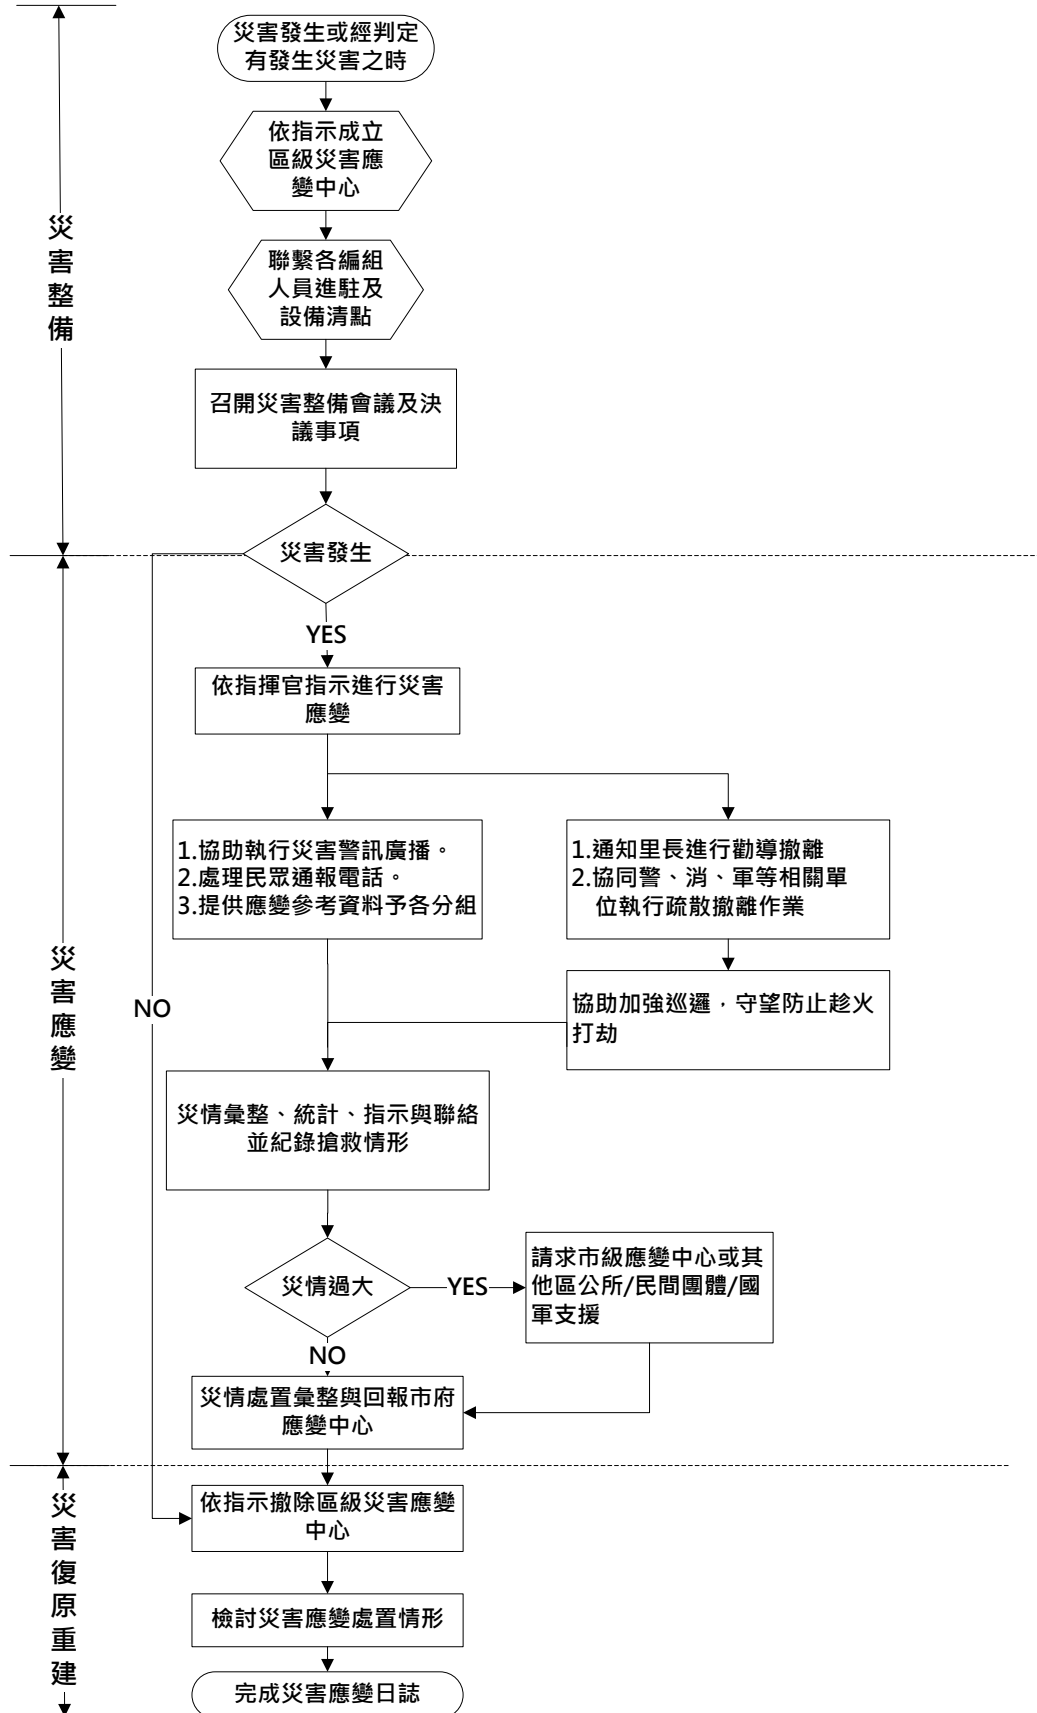 災害發生或經判定
有發生災害之時
依指示成立
區級災害應
變中心
災害整備
聯繫各編組
人員進駐及
設備清點
召開災害整備會議及決
議事項
災害發生
YES
依指揮官指示進行災害
應變
1.協助執行災害警訊廣播。
2.處理民眾通報電話。
3.提供應變參考資料予各分組
1.通知里長進行勸導撤離
2.協同警、消、軍等相關單
位執行疏散撤離作業
災害應變
NO
協助加強巡邏，守望防止趁火
打劫
災情彙整、統計、指示與聯絡
並紀錄搶救情形
災情過大
YES
請求市級應變中心或其
他區公所/民間團體/國
軍支援
NO
災情處置彙整與回報市府
應變中心
災害復原重建
依指示撤除區級災害應變
中心
檢討災害應變處置情形
完成災害應變日誌